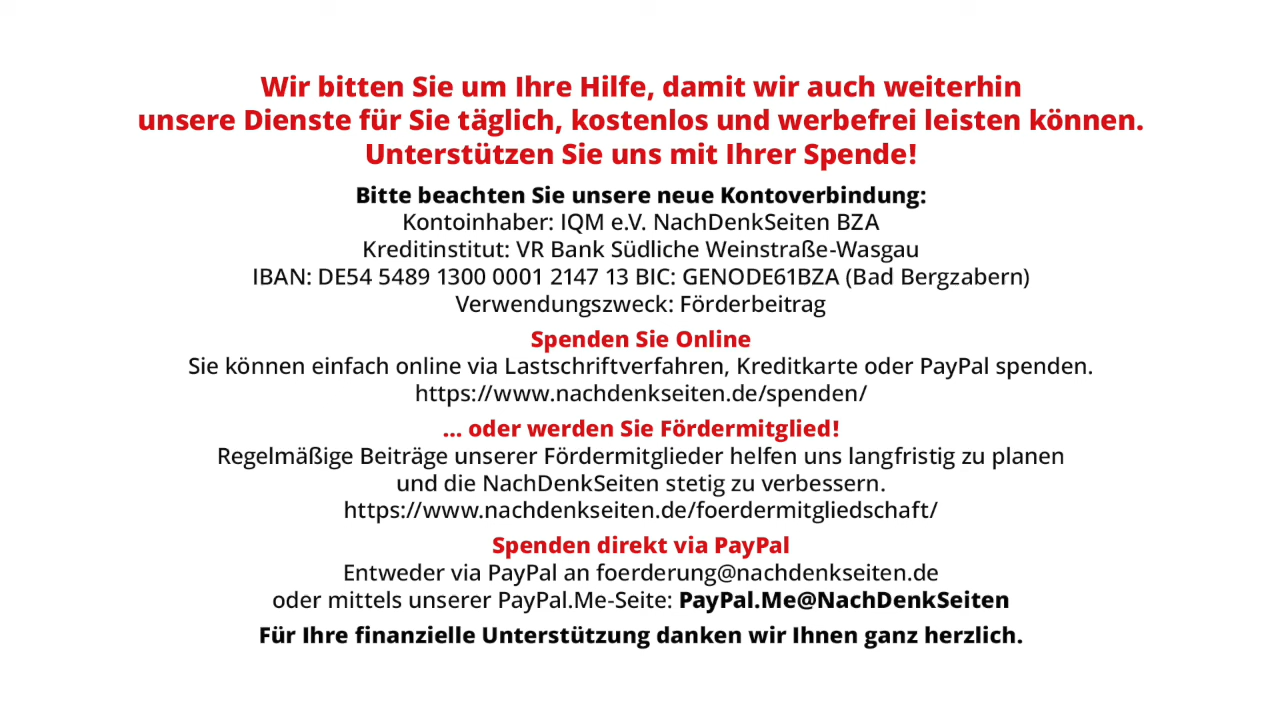 Wir bitten Sie um Ihre Hilfe, damit wir auch weiterhin
unsere Dienste für Sie täglich, kostenlos und werbefrei leisten können.
Unterstützen Sie uns mit Ihrer Spende!
Bitte beachten Sie unsere neue Kontoverbindung:
Kontoinhaber: IQM e.V. NachDenkSeiten BZA
Kreditinstitut: VR Bank Südliche Weinstraße-Wasgau
IBAN: DE54 5489 1300 0001 2147 13 BIC: GENODE61BZA (Bad Bergzabern)
Verwendungszweck: Förderbeitrag
Spenden Sie Online
Sie können einfach online via Lastschriftverfahren, Kreditkarte oder PayPal spenden.
https://www.nachdenkseiten.de/spenden/
... oder werden Sie Fördermitglied!
Regelmäßige Beiträge unserer Fördermitglieder helfen uns langfristig zu planen
und die NachDenkSeiten stetig zu verbessern.
https://www.nachdenkseiten.de/foerdermitgliedschaft/
Spenden direkt via PayPal
Entweder via PayPal an foerderung@nachdenkseiten.de
oder mittels unserer PayPal.Me-Seite: PayPal.Me@NachDenkSeiten
Für Ihre finanzielle Unterstützung danken wir Ihnen ganz herzlich.